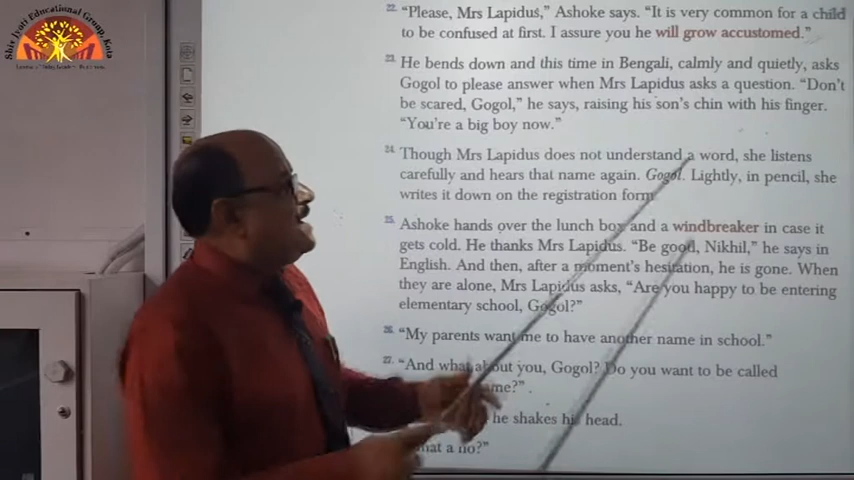 Shiv Jyoti Educational Group, Kota
22. "Please, Mrs Lapidus," Ashoke says. "It is very common for a child
to be confused at first. I assure you he will grow accustomed."
23. He bends down and this time in Bengali, calmly and quietly, asks
Gogol to please answer when Mrs Lapidus asks a question. "Don't
be scared, Gogol," he says, raising his son's chin with his finger.
"You're a big boy now."
24. Though Mrs Lapidus does not understand a word, she listens
carefully and hears that name again. Gogol. Lightly, in pencil, she
writes it down on the registration form.
25. Ashoke hands over the lunch box and a windbreaker in case it
gets cold. He thanks Mrs Lapidus. "Be good, Nikhil," he says in
English. And then, after a moment's hesitation, he is gone. When
they are alone, Mrs Lapidus asks, "Are you happy to be entering
elementary school, Gogol?"
26. "My parents want me to have another name in school."
27. "And what about you, Gogol? Do you want to be called
name?"
he shakes his head.
that a no?"